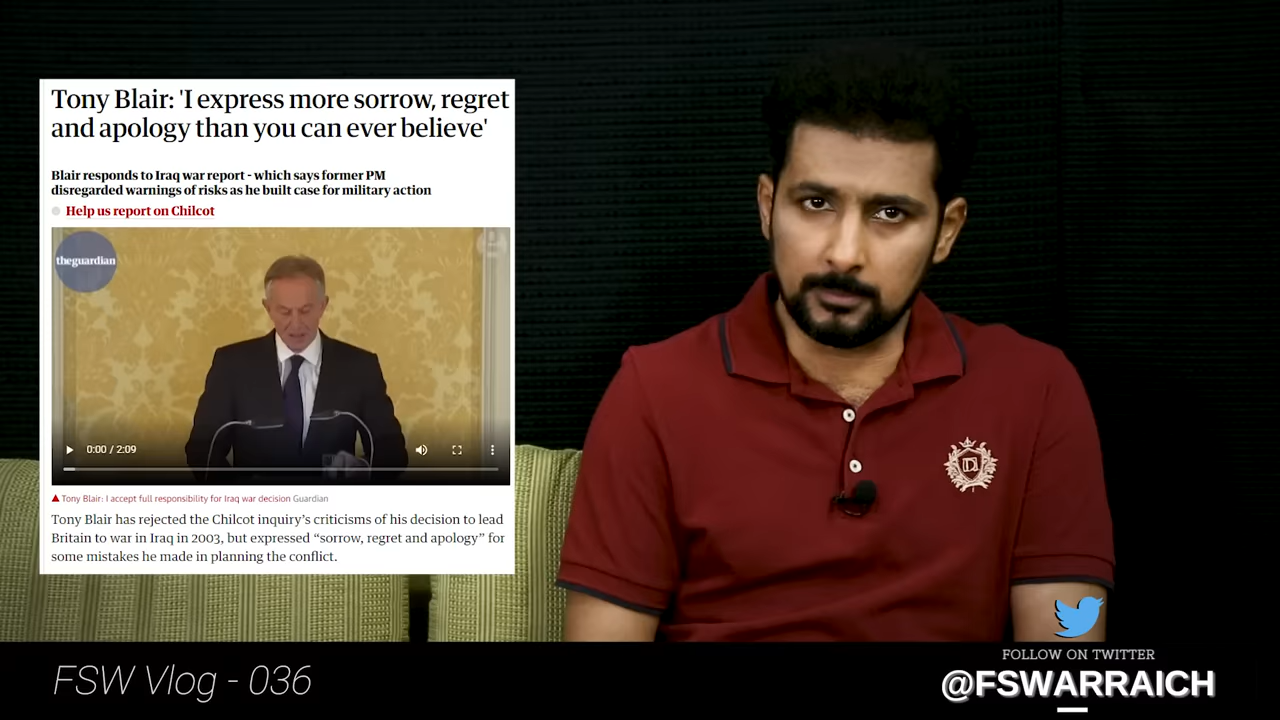 Tony Blair: 'I express more sorrow, regret
and apology than you can ever believe'
Blair responds to Iraq war report - which says former PM
disregarded warnings of risks as he built case for military action
Help us report on Chilcot
theguardian
0:00 / 2:09
Tony Blair: I accept full responsibility for Iraq war decision Guardian
Tony Blair has rejected the Chilcot inquiry's criticisms of his decision to lead
Britain to war in Iraq in 2003, but expressed “sorrow, regret and apology” for
some mistakes he made in planning the conflict.
D
FSW Vlog - 036
FOLLOW ON TWITTER
@FSWARRAICH